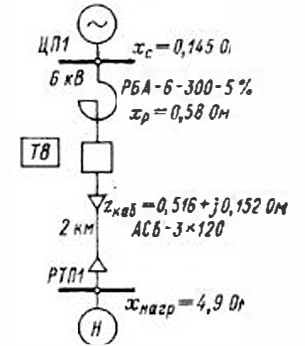 ЦП1
x_c = 0,145 О
6 кВ
РБА-6-300-5 %
x_р = 0,58 Ом
ТВ
z_каб = 0,516 + j0,152 Ом
2 км
АСБ-3×120
РТП1
x_нагр = 4,9 О
Н